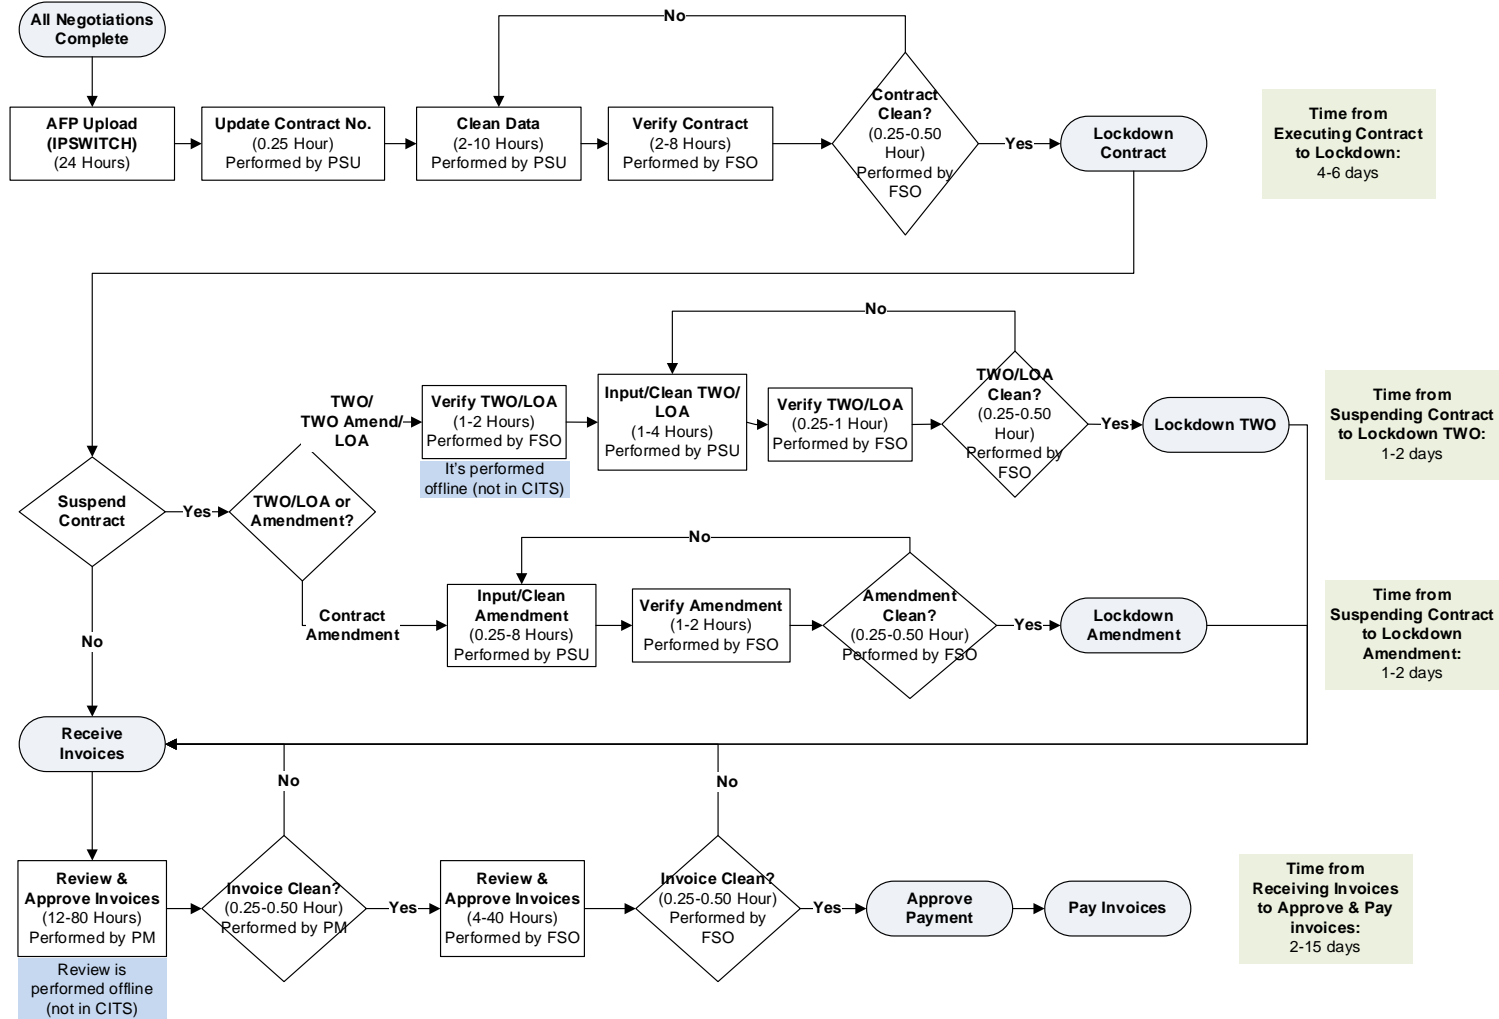 All Negotiations
Complete
No
AFP Upload
(IPSWITCH)
(24 Hours)
Update Contract No.
(0.25 Hour)
Performed by PSU
Clean Data
(2-10 Hours)
Performed by PSU
Verify Contract
(2-8 Hours)
Performed by FSO
Contract
Clean?
(0.25-0.50
Hour)
Performed by
FSO
Yes
Lockdown
Contract
Time from
Executing Contract
to Lockdown:
4-6 days
No
TWO/
TWO Amend/
LOA
Verify TWO/LOA
(1-2 Hours)
Performed by FSO
It's performed
offline (not in CITS)
Input/Clean TWO/
LOA
(1-4 Hours)
Performed by PSU
Verify TWO/LOA
(0.25-1 Hour)
Performed by FSO
TWO/LOA
Clean?
(0.25-0.50
Hour)
Performed by
FSO
Yes
Lockdown TWO
Time from
Suspending Contract
to Lockdown TWO:
1-2 days
Suspend
Contract
Yes
TWO/LOA or
Amendment?
No
Contract
Amendment
Input/Clean
Amendment
(0.25-8 Hours)
Performed by PSU
Verify Amendment
(1-2 Hours)
Performed by FSO
Amendment
Clean?
(0.25-0.50 Hour)
Performed by FSO
Yes
Lockdown
Amendment
Time from
Suspending Contract
to Lockdown
Amendment:
1-2 days
No
Receive
Invoices
No
No
Review &
Approve Invoices
(12-80 Hours)
Performed by PM
Review is
performed offline
(not in CITS)
Invoice Clean?
(0.25-0.50 Hour)
Performed by PM
Yes
Review &
Approve Invoices
(4-40 Hours)
Performed by FSO
Invoice Clean?
(0.25-0.50 Hour)
Performed by
FSO
Yes
Approve
Payment
Pay Invoices
Time from
Receiving Invoices
to Approve & Pay
invoices:
2-15 days